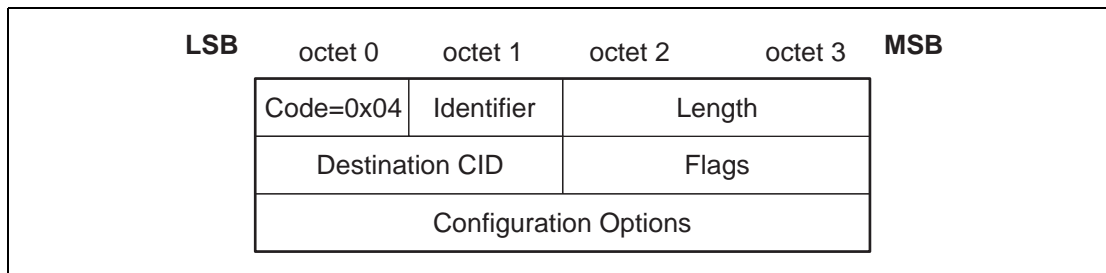 LSB octet 0 octet 1 octet 2 octet 3 MSB
Code=0x04 Identifier Length
Destination CID Flags
Configuration Options